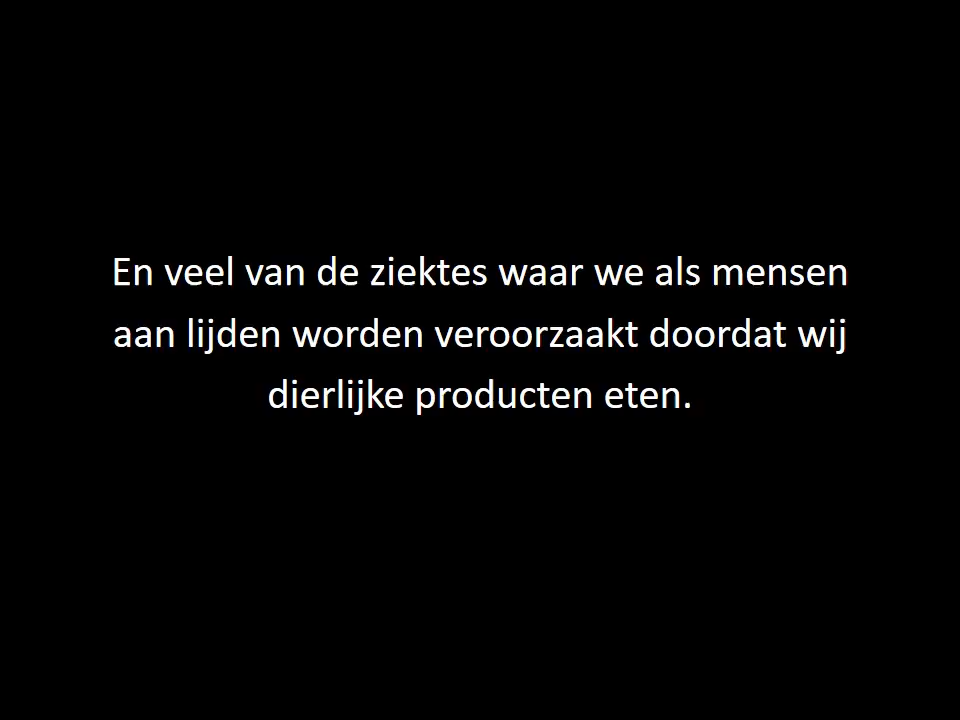 En veel van de ziektes waar we als mensen
aan lijden worden veroorzaakt doordat wij
dierlijke producten eten.